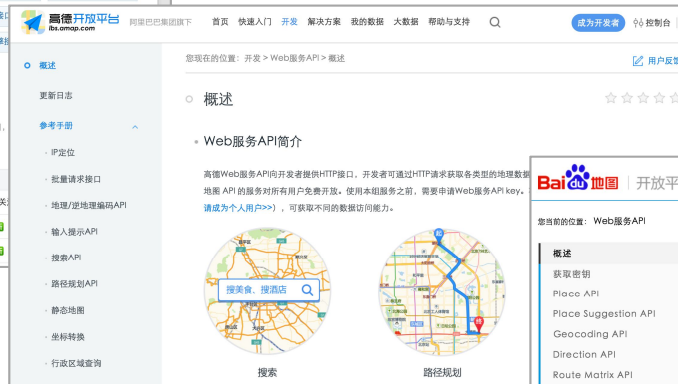 高德开放平台
lbs.amap.com
阿里巴巴集团旗下
首页 快速入门 开发 解决方案 我的数据 大数据 帮助与支持
成为开发者
控制台
概述
更新日志
参考手册
IP定位
批量请求接口
地理/逆地理编码API
输入提示API
搜索API
路径规划API
静态地图
坐标转换
行政区域查询
您现在的位置：开发 > Web服务API > 概述
用户反馈
概述
Web服务API简介
高德Web服务API向开发者提供HTTP接口，开发者可通过HTTP请求获取各类型的地理数据
地图 API 的服务对所有用户免费开放。使用本组服务之前，需要申请Web服务API key。
请成为个人用户>>），可获取不同的数据访问能力。
搜美食、搜酒店
搜索
起
终
路径规划
Bai du 地图 开放平
您当前的位置： Web服务API
概述
获取密钥
Place API
Place Suggestion API
Geocoding API
Direction API
Route Matrix API